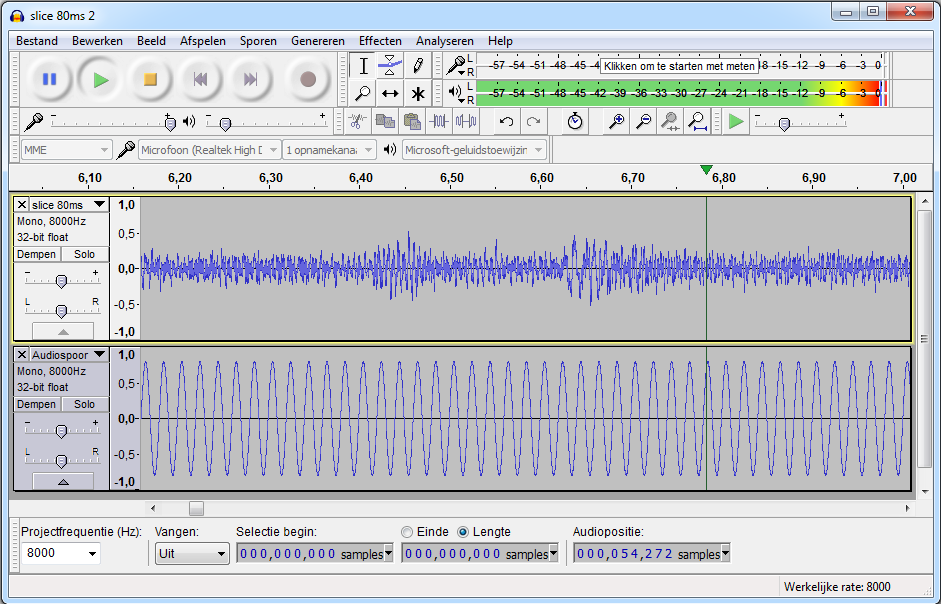 slice 80ms 2
Bestand Bewerken Beeld Afspelen Sporen Genereren Effecten Analyseren Help
L R -57 -54 -51 -48 -45 -4 Klikken om te starten met meten 18 -15 -12 -9 -6 -3 0
L R -57 -54 -51 -48 -45 -42 -39 -36 -33 -30 -27 -24 -21 -18 -15 -12 -9 -6 -3 0
- + - + - +
MME Microfoon (Realtek High D 1 opnamekana Microsoft-geluidstoewijzin
6,10 6,20 6,30 6,40 6,50 6,60 6,70 6,80 6,90 7,00
slice 80ms
Mono, 8000Hz
32-bit float
Dempen Solo
- +
L R
1,0
0,5-
0,0-
-0,5-
-1,0
Audiospoor
Mono, 8000Hz
32-bit float
Dempen Solo
- +
L R
1,0
0,5-
0,0-
-0,5-
-1,0
Projectfrequentie (Hz): Vangen: Selectie begin: Einde Lengte Audiopositie:
8000 Uit 000,000,000 samples 000,000,000 samples 000,054,272 samples
Werkelijke rate: 8000